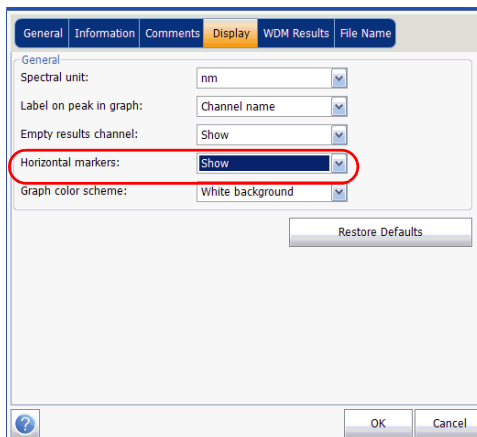 General Information Comments Display WDM Results File Name
General
Spectral unit: nm
Label on peak in graph: Channel name
Empty results channel: Show
Horizontal markers: Show
Graph color scheme: White background
Restore Defaults
? OK Cancel